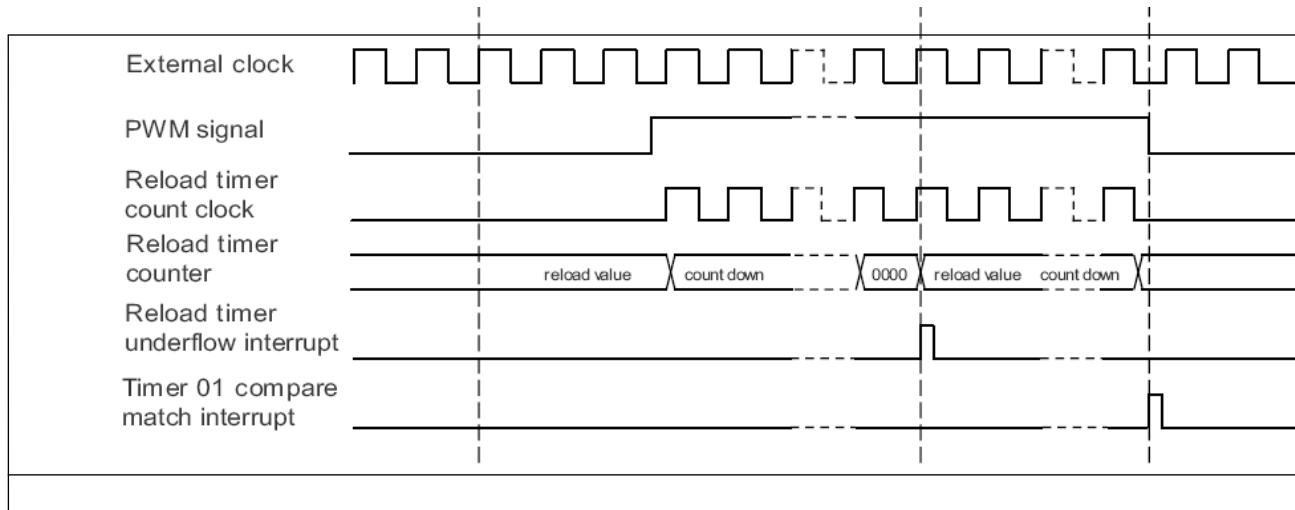 External clock
PWM signal
Reload timer
count clock
Reload timer
counter
reload value count down 0000 reload value count down
Reload timer
underflow interrupt
Timer 01 compare
match interrupt